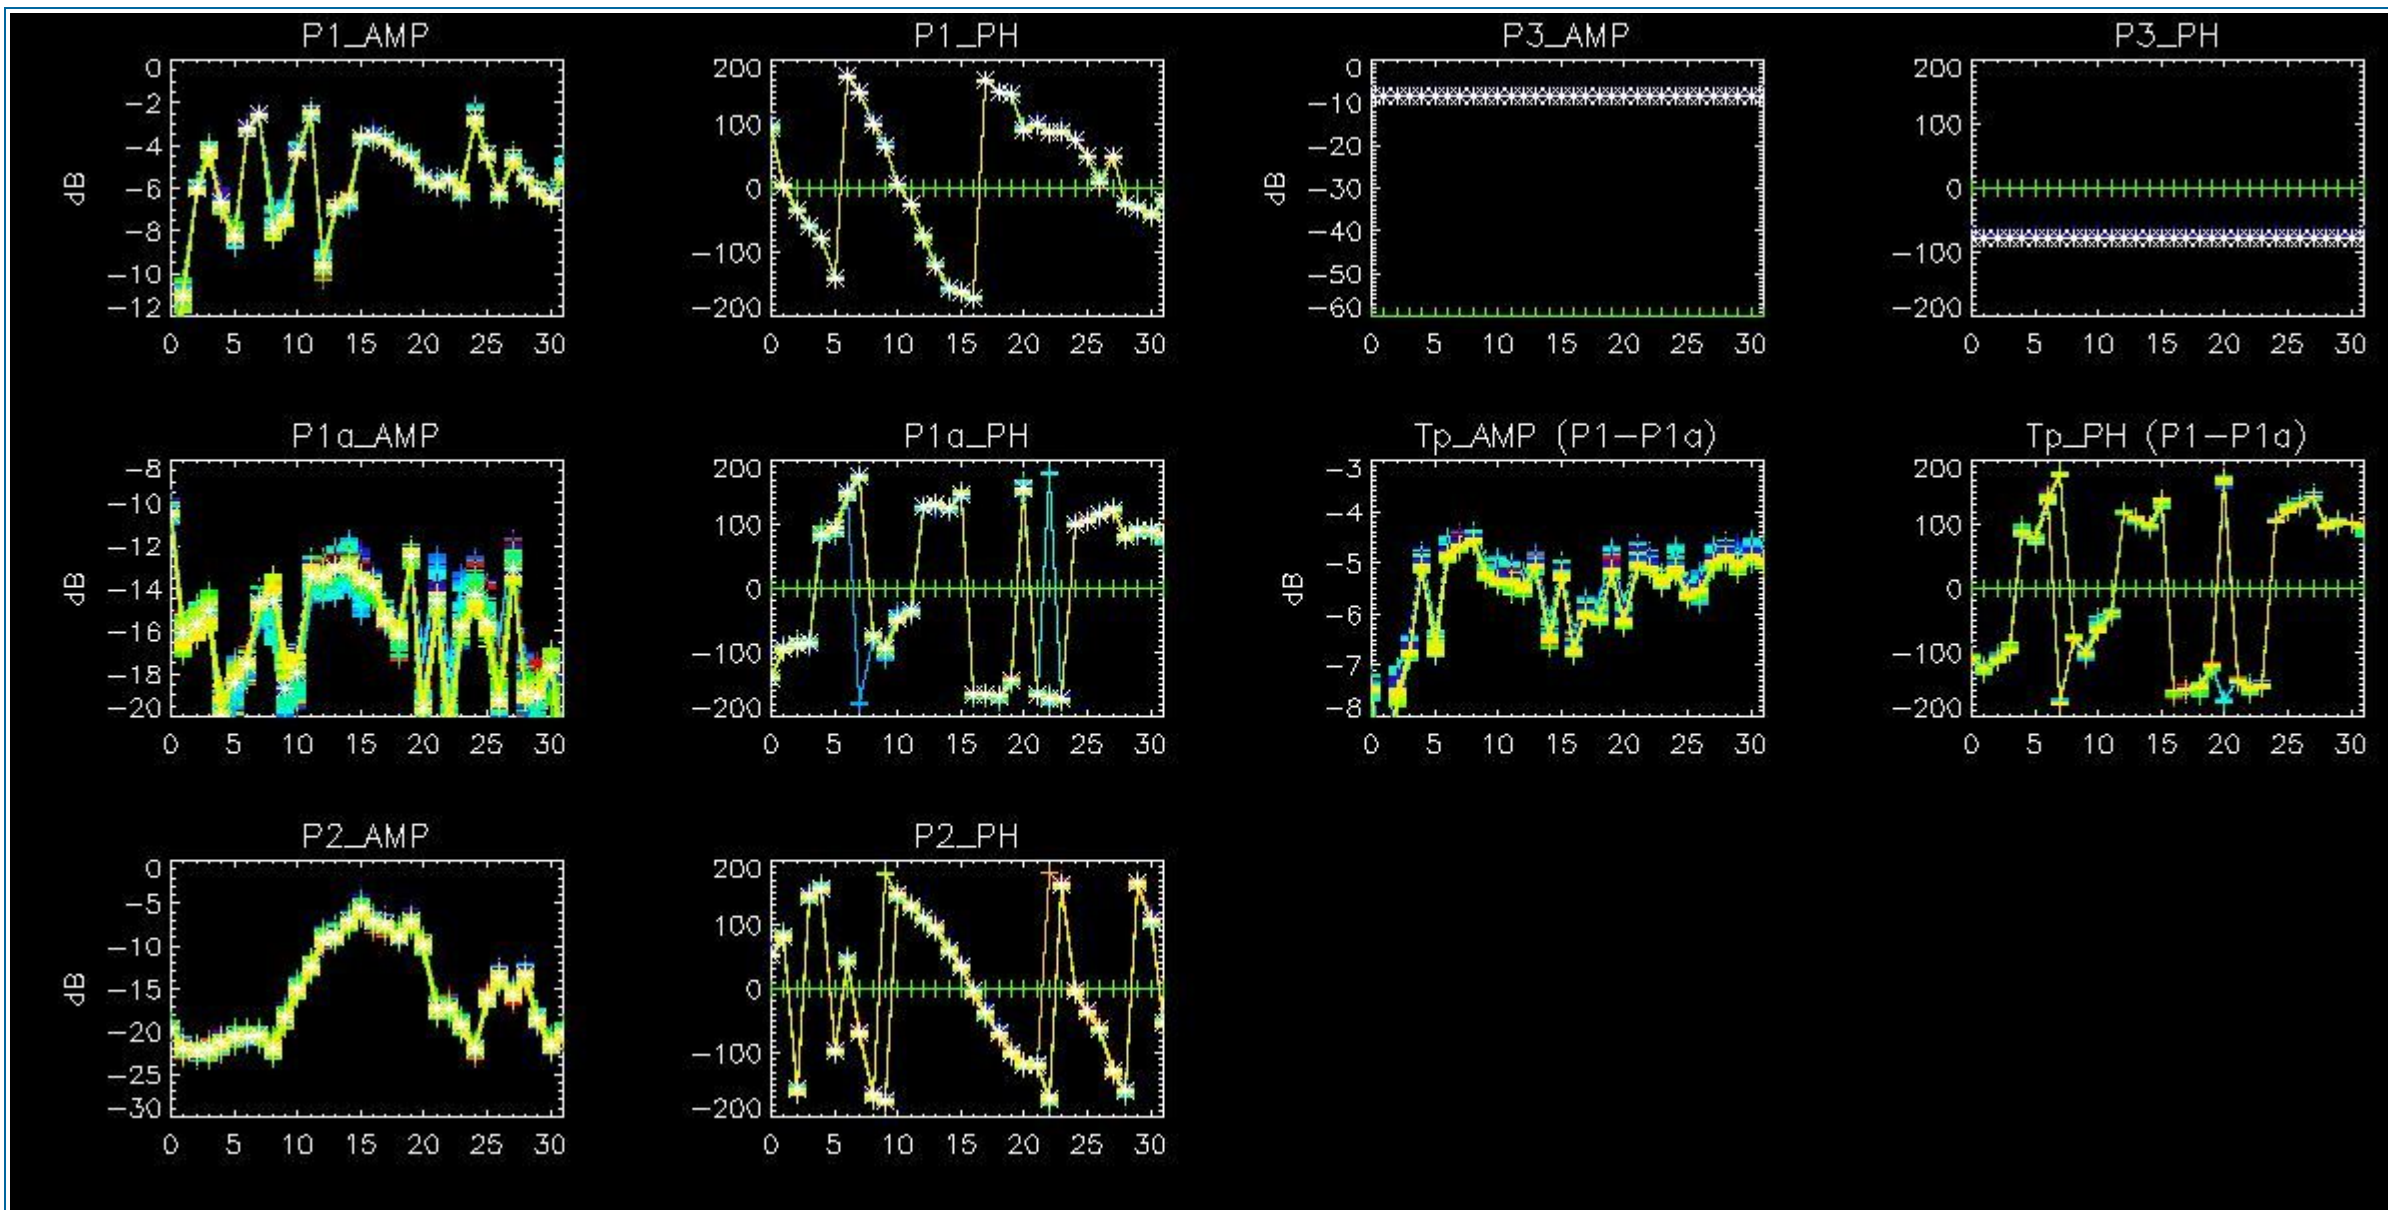 P1_AMP
P1_PH
P3_AMP
P3_PH
0
−2
−4
−6
−8
−10
−12
dB
0 5 10 15 20 25 30
200
100
0
−100
−200
0 5 10 15 20 25 30
0
−10
−20
−30
−40
−50
−60
dB
0 5 10 15 20 25 30
200
100
0
−100
−200
0 5 10 15 20 25 30
P1a_AMP
P1a_PH
Tp_AMP (P1−P1a)
Tp_PH (P1−P1a)
−8
−10
−12
−14
−16
−18
−20
dB
0 5 10 15 20 25 30
200
100
0
−100
−200
0 5 10 15 20 25 30
−3
−4
−5
−6
−7
−8
dB
0 5 10 15 20 25 30
200
100
0
−100
−200
0 5 10 15 20 25 30
P2_AMP
P2_PH
0
−5
−10
−15
−20
−25
−30
dB
0 5 10 15 20 25 30
200
100
0
−100
−200
0 5 10 15 20 25 30